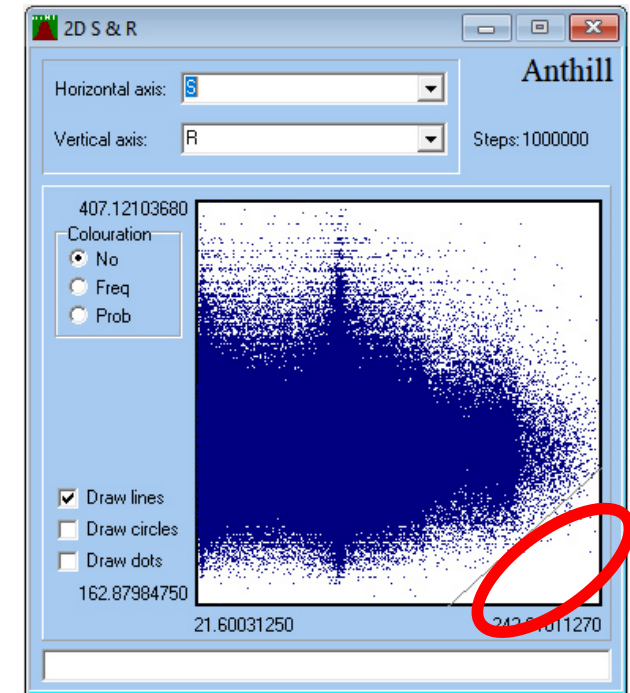 2D S & R
Anthill
Horizontal axis: S
Vertical axis: R
Steps: 1000000
407.12103680
Colouration
No
Freq
Prob
Draw lines
Draw circles
Draw dots
162.87984750
21.60031250